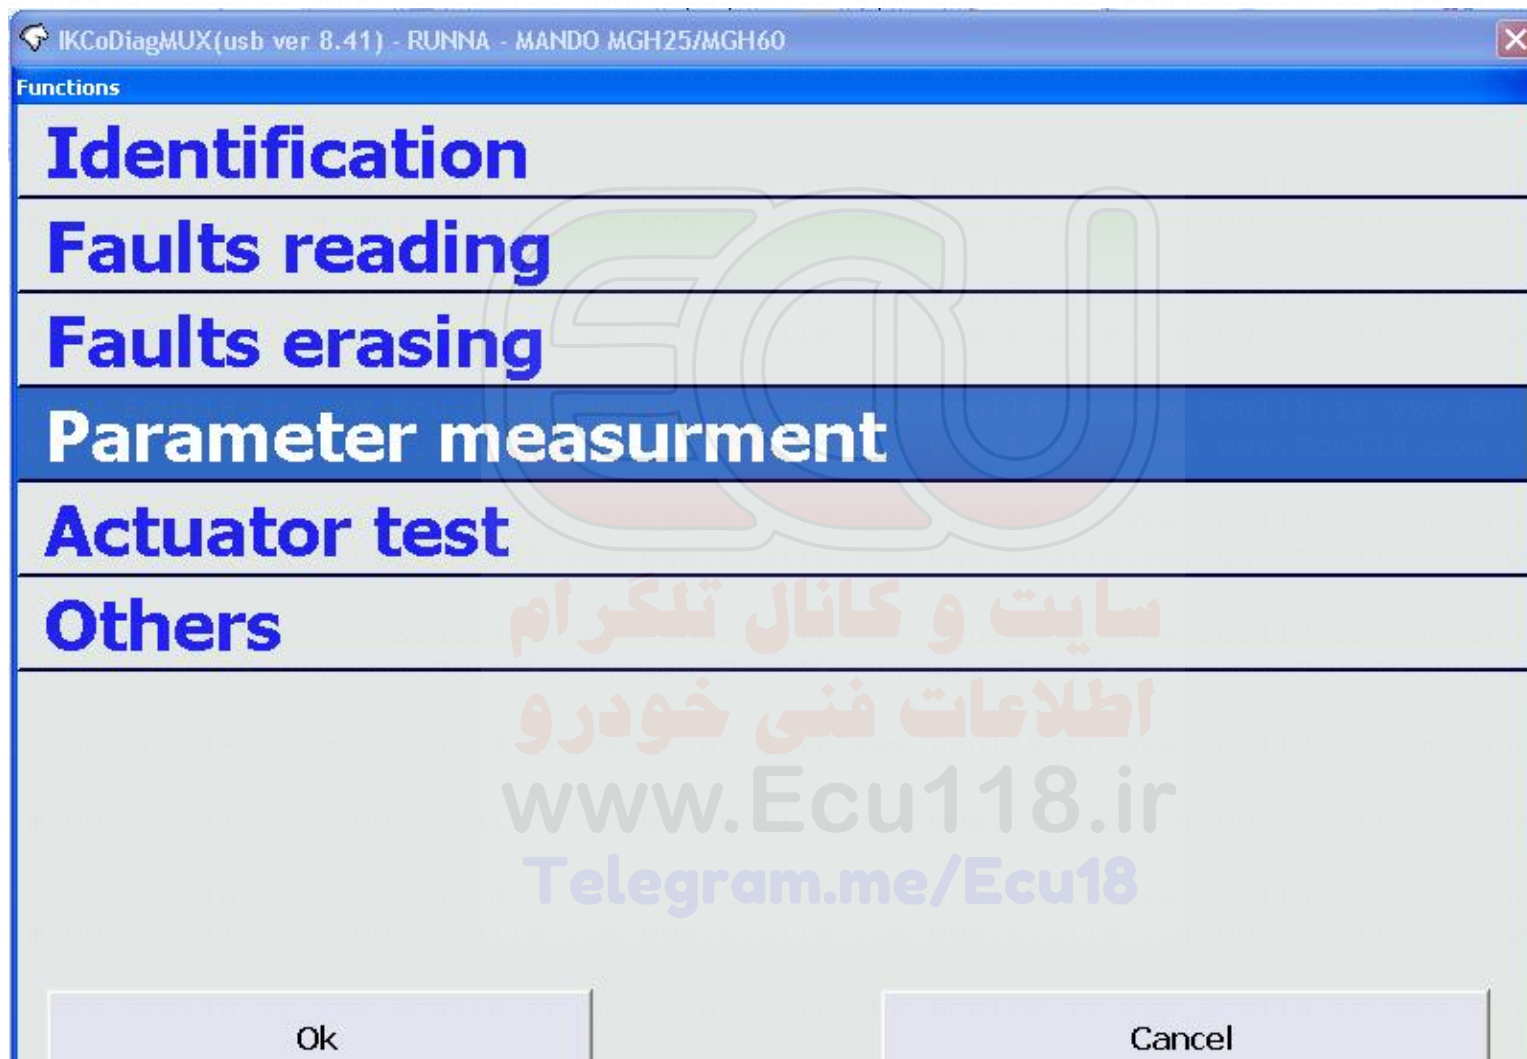 IKCoDiagMUX(usb ver 8.41) - RUNNA - MANDO MGH25/MGH60
Functions
Identification
Faults reading
Faults erasing
Parameter measurment
Actuator test
Others
ECU
سایت و کانال تلگرام
اطلاعات فنی خودرو
www.Ecu118.ir
Telegram.me/Ecu18
Ok
Cancel